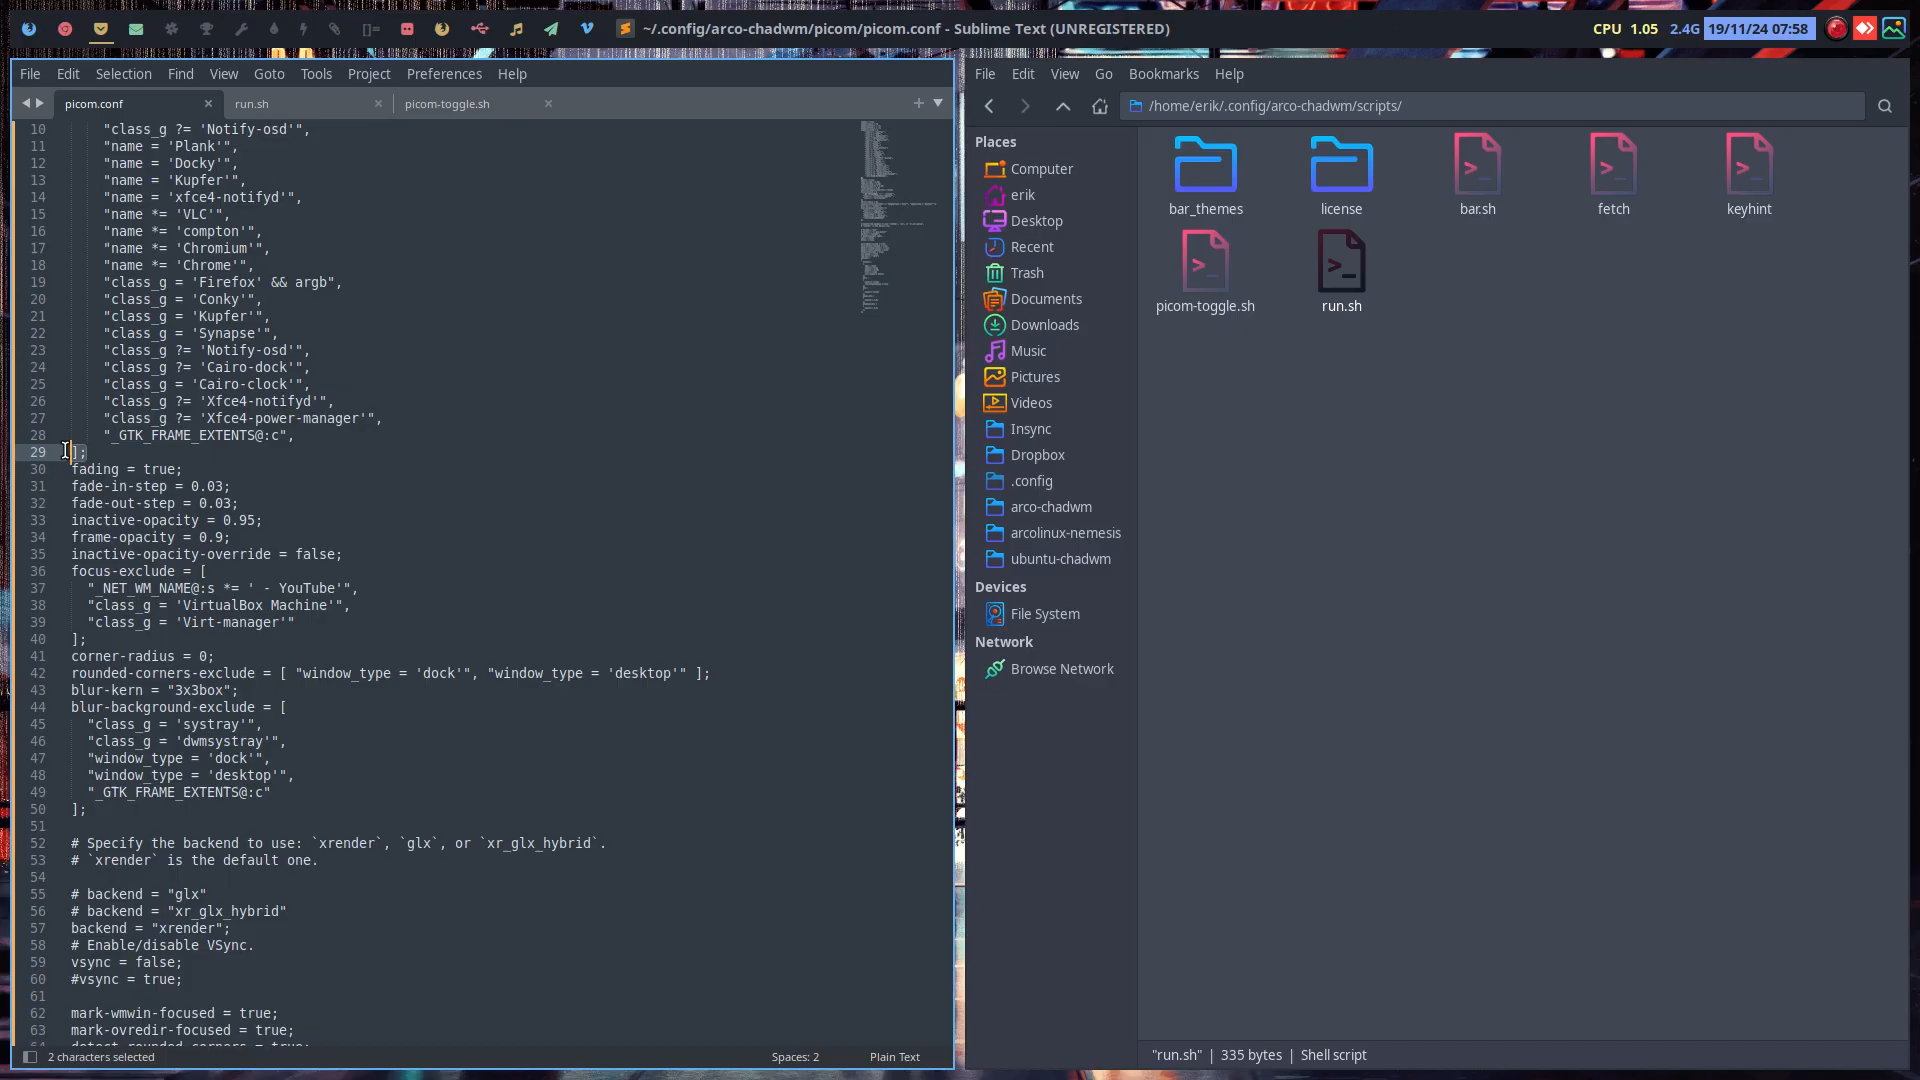 ~/.config/arco-chadwm/picom/picom.conf - Sublime Text (UNREGISTERED)
CPU 1.05 2.4G 19/11/24 07:58
File Edit Selection Find View Goto Tools Project Preferences Help
picom.conf × run.sh × picom-toggle.sh × +
10 "class_g ?= 'Notify-osd'",
11 "name = 'Plank'",
12 "name = 'Docky'",
13 "name = 'Kupfer'",
14 "name = 'xfce4-notifyd'",
15 "name *= 'VLC'",
16 "name *= 'compton'",
17 "name *= 'Chromium'",
18 "name *= 'Chrome'",
19 "class_g = 'Firefox' && argb",
20 "class_g = 'Conky'",
21 "class_g = 'Kupfer'",
22 "class_g = 'Synapse'",
23 "class_g ?= 'Notify-osd'",
24 "class_g ?= 'Cairo-dock'",
25 "class_g = 'Cairo-clock'",
26 "class_g ?= 'Xfce4-notifyd'",
27 "class_g ?= 'Xfce4-power-manager'",
28 "_GTK_FRAME_EXTENTS@:c",
29 ];
30 fading = true;
31 fade-in-step = 0.03;
32 fade-out-step = 0.03;
33 inactive-opacity = 0.95;
34 frame-opacity = 0.9;
35 inactive-opacity-override = false;
36 focus-exclude = [
37 "_NET_WM_NAME@:s *= ' - YouTube'",
38 "class_g = 'VirtualBox Machine'",
39 "class_g = 'Virt-manager'"
40 ];
41 corner-radius = 0;
42 rounded-corners-exclude = [ "window_type = 'dock'", "window_type = 'desktop'" ];
43 blur-kern = "3x3box";
44 blur-background-exclude = [
45 "class_g = 'systray'",
46 "class_g = 'dwmsystray'",
47 "window_type = 'dock'",
48 "window_type = 'desktop'",
49 "_GTK_FRAME_EXTENTS@:c"
50 ];
51
52 # Specify the backend to use: `xrender`, `glx`, or `xr_glx_hybrid`.
53 # `xrender` is the default one.
54
55 # backend = "glx"
56 # backend = "xr_glx_hybrid"
57 backend = "xrender";
58 # Enable/disable VSync.
59 vsync = false;
60 #vsync = true;
61
62 mark-wmwin-focused = true;
63 mark-ovredir-focused = true;
64 detect-rounded-corners = true;
2 characters selected Spaces: 2 Plain Text
File Edit View Go Bookmarks Help
/home/erik/.config/arco-chadwm/scripts/
Places
Computer
erik
Desktop
Recent
Trash
Documents
Downloads
Music
Pictures
Videos
Insync
Dropbox
.config
arco-chadwm
arcolinux-nemesis
ubuntu-chadwm
Devices
File System
Network
Browse Network
bar_themes license bar.sh fetch keyhint
picom-toggle.sh run.sh
"run.sh" | 335 bytes | Shell script